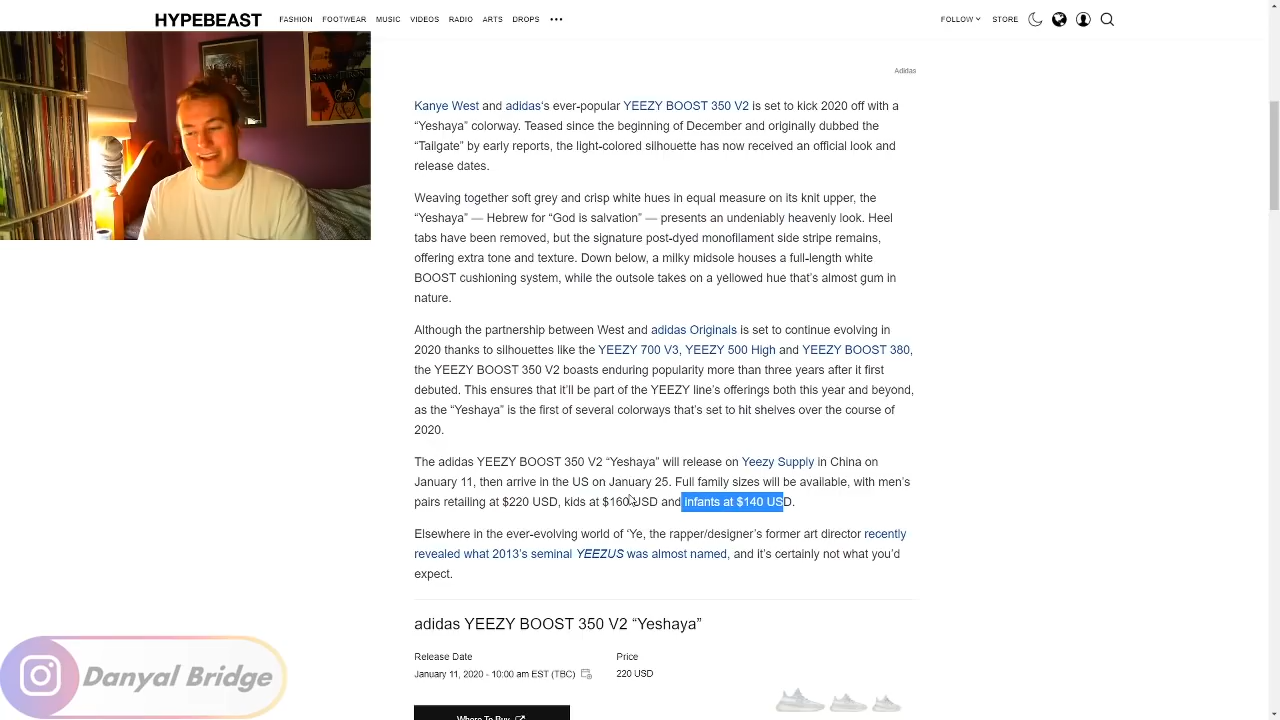 HYPEBEAST
FASHION FOOTWEAR MUSIC VIDEOS RADIO ARTS DROPS
FOLLOW STORE
Adidas
Kanye West and adidas's ever-popular YEEZY BOOST 350 V2 is set to kick 2020 off with a
“Yeshaya” colorway. Teased since the beginning of December and originally dubbed the
“Tailgate” by early reports, the light-colored silhouette has now received an official look and
release dates.
Weaving together soft grey and crisp white hues in equal measure on its knit upper, the
“Yeshaya” — Hebrew for “God is salvation” — presents an undeniably heavenly look. Heel
tabs have been removed, but the signature post-dyed monofilament side stripe remains,
offering extra tone and texture. Down below, a milky midsole houses a full-length white
BOOST cushioning system, while the outsole takes on a yellowed hue that’s almost gum in
nature.
Although the partnership between West and adidas Originals is set to continue evolving in
2020 thanks to silhouettes like the YEEZY 700 V3, YEEZY 500 High and YEEZY BOOST 380,
the YEEZY BOOST 350 V2 boasts enduring popularity more than three years after it first
debuted. This ensures that it’ll be part of the YEEZY line’s offerings both this year and beyond,
as the “Yeshaya” is the first of several colorways that’s set to hit shelves over the course of
2020.
The adidas YEEZY BOOST 350 V2 “Yeshaya” will release on Yeezy Supply in China on
January 11, then arrive in the US on January 25. Full family sizes will be available, with men’s
pairs retailing at $220 USD, kids at $160 USD and infants at $140 USD.
Elsewhere in the ever-evolving world of ‘Ye, the rapper/designer’s former art director recently
revealed what 2013’s seminal YEEZUS was almost named, and it’s certainly not what you’d
expect.
adidas YEEZY BOOST 350 V2 “Yeshaya”
Release Date Price
January 11, 2020 - 10:00 am EST (TBC) 220 USD
Where To Buy
Danyal Bridge